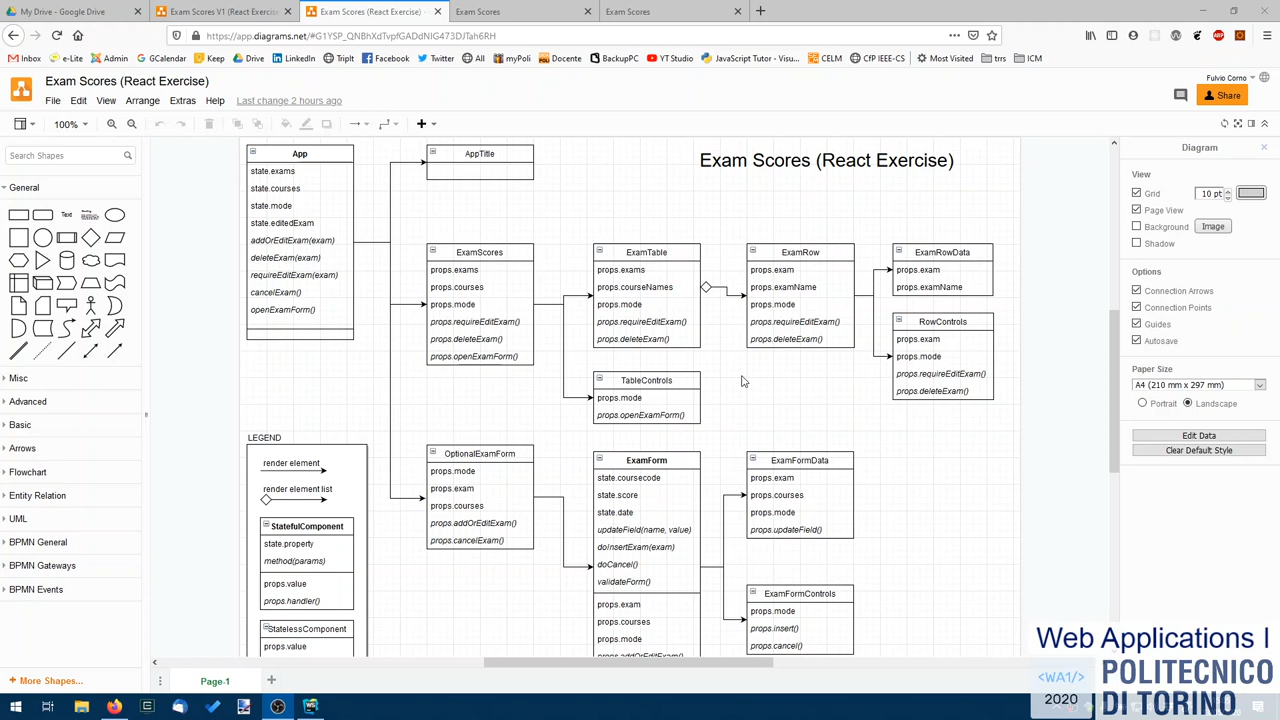 My Drive - Google Drive
Exam Scores V1 (React Exercise)
Exam Scores (React Exercise) -
Exam Scores
Exam Scores
https://app.diagrams.net/#G1YSP_QNBhXdTvpfGADdNIG473DJTah6RH
Inbox
e-Lite
Admin
GCalendar
Keep
Drive
LinkedIn
TripIt
Facebook
Twitter
All IEEE
myPoli
Docente
BackupPC
YT Studio
JavaScript Tutor - Visu...
CELM
CfP IEEE-CS
Most Visited
trrs
ICM
Exam Scores (React Exercise)
Fulvio Corno
File Edit View Arrange Extras Help Last change 2 hours ago
Share
100%
Search Shapes
General
Text
Misc
Advanced
Basic
Arrows
Flowchart
Entity Relation
UML
BPMN General
BPMN Gateways
BPMN Events
+ More Shapes...
Exam Scores (React Exercise)
App
state.exams
state.courses
state.mode
state.editedExam
addOrEditExam(exam)
deleteExam(exam)
requireEditExam(exam)
cancelExam()
openExamForm()
AppTitle
ExamScores
props.exams
props.courses
props.mode
props.requireEditExam()
props.deleteExam()
props.openExamForm()
ExamTable
props.exams
props.courseNames
props.mode
props.requireEditExam()
props.deleteExam()
ExamRow
props.exam
props.examName
props.mode
props.requireEditExam()
props.deleteExam()
ExamRowData
props.exam
props.examName
RowControls
props.exam
props.mode
props.requireEditExam()
props.deleteExam()
TableControls
props.mode
props.openExamForm()
OptionalExamForm
props.mode
props.exam
props.courses
props.addOrEditExam()
props.cancelExam()
ExamForm
state.coursecode
state.score
state.date
updateField(name, value)
doInsertExam(exam)
doCancel()
validateForm()
props.exam
props.courses
props.mode
props.addOrEditExam()
ExamFormData
props.exam
props.courses
props.mode
props.updateField()
ExamFormControls
props.mode
props.insert()
props.cancel()
LEGEND
render element
render element list
StatefulComponent
state.property
method(params)
props.value
props.handler()
StatelessComponent
props.value
Diagram
View
Grid
10 pt
Page View
Background
Image
Shadow
Options
Connection Arrows
Connection Points
Guides
Autosave
Paper Size
A4 (210 mm x 297 mm)
Portrait
Landscape
Edit Data
Clear Default Style
Page-1
Web Applications I
<WA1/>
2020
POLITECNICO
DI TORINO